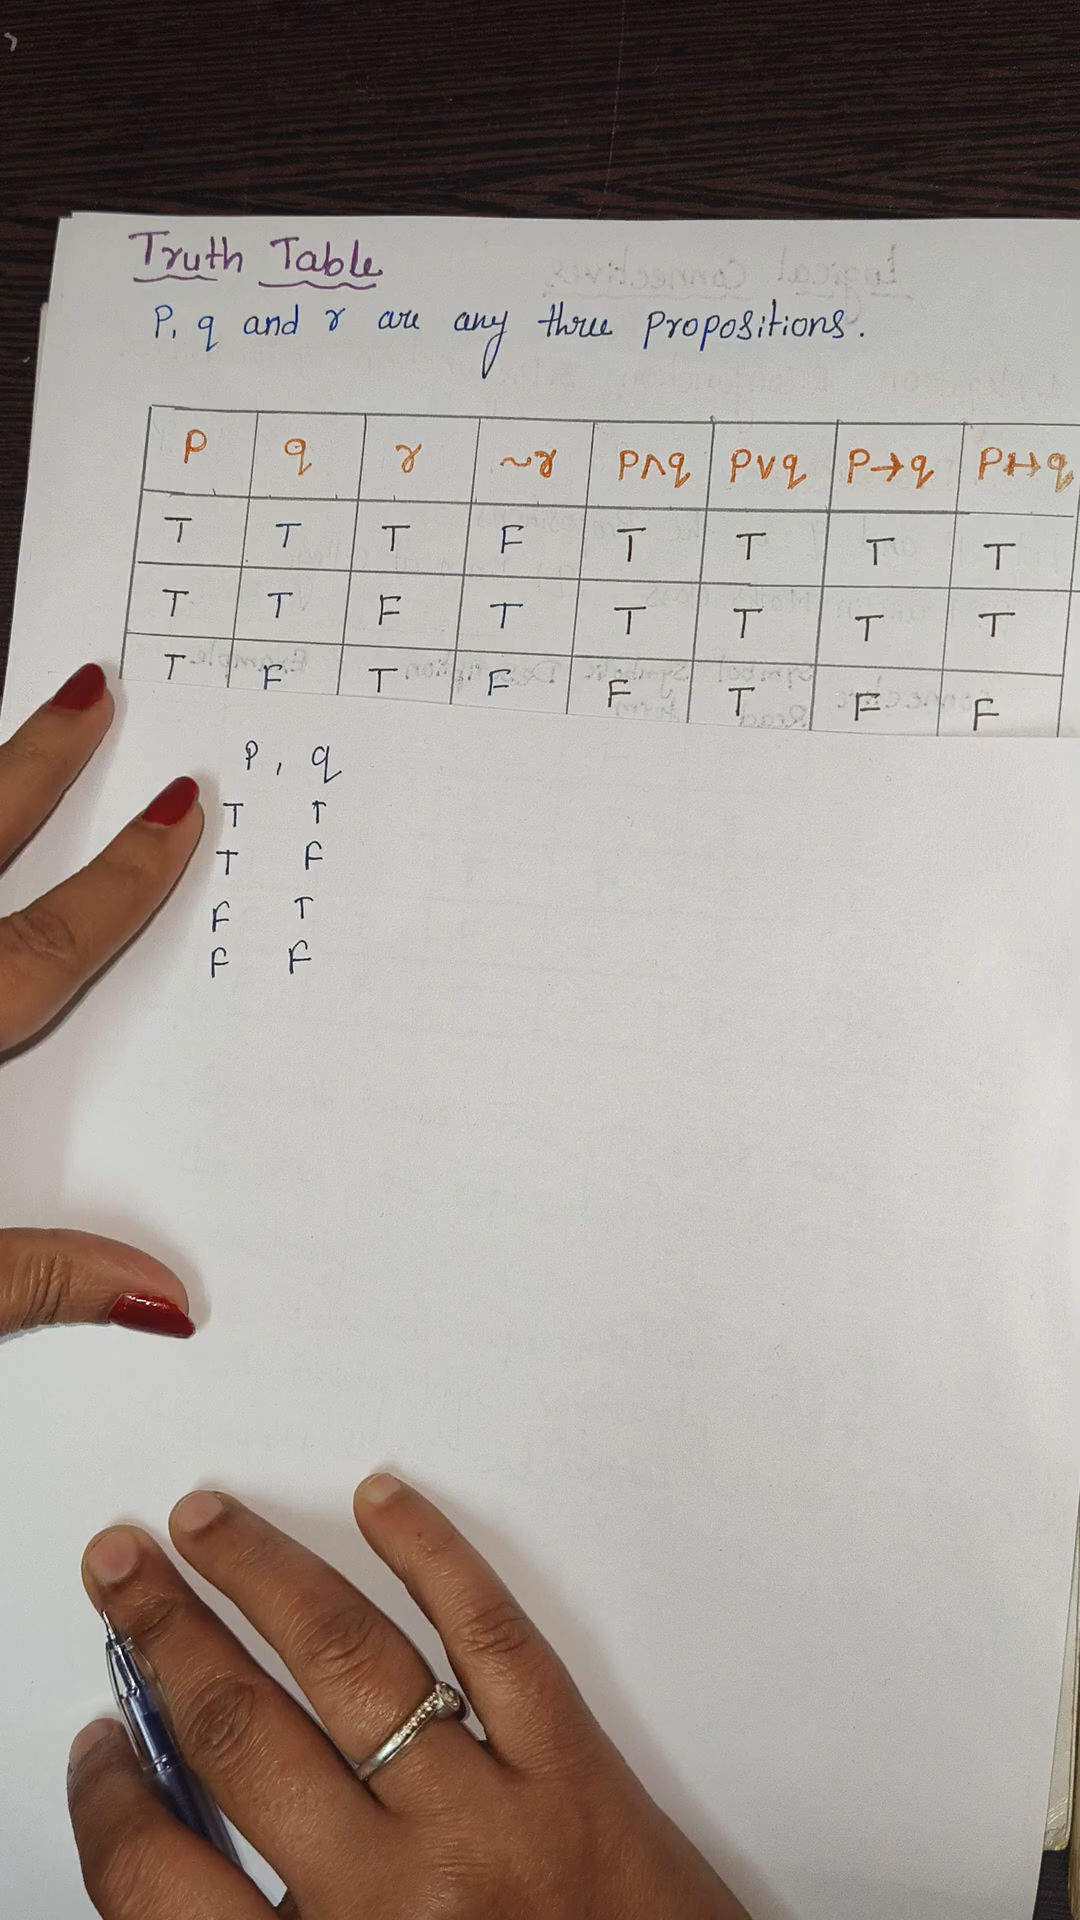 Truth Table
P, q and r are any three propositions.
P q r ~r P∧q P∨q P→q P↔q
T T T F T T T T
T T F T T T T T
T F T F F T F F
P, q
T T
T F
F T
F F